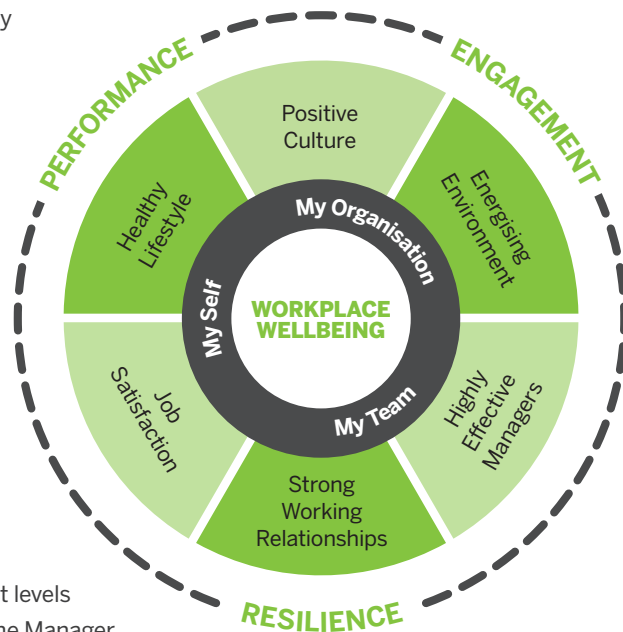 PERFORMANCE
ENGAGEMENT
Positive
Culture
Healthy
Lifestyle
Energising
Environment
My Organisation
My Self
WORKPLACE
WELLBEING
My Team
Job
Satisfaction
Highly
Effective
Managers
Strong
Working
Relationships
t levels
Manager
RESILIENCE